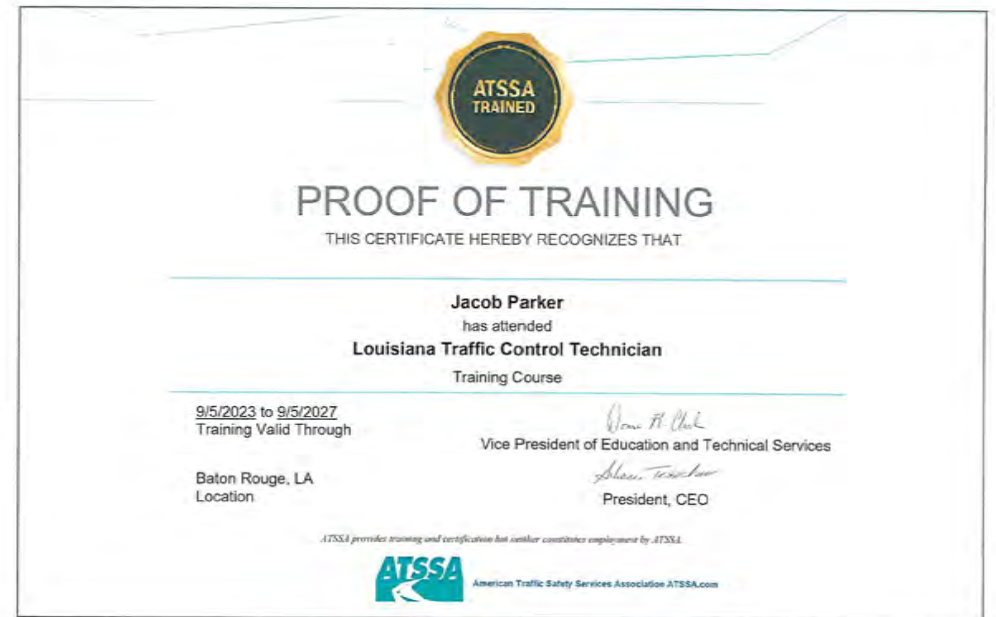 ATSSA
TRAINED
PROOF OF TRAINING
THIS CERTIFICATE HEREBY RECOGNIZES THAT
Jacob Parker
has attended
Louisiana Traffic Control Technician
Training Course
9/5/2023 to 9/5/2027
Training Valid Through
Vice President of Education and Technical Services
Baton Rouge, LA
Location
President, CEO
ATSSA provides training and certification but neither constitutes employment by ATSSA.
ATSSA
American Traffic Safety Services Association ATSSA.com